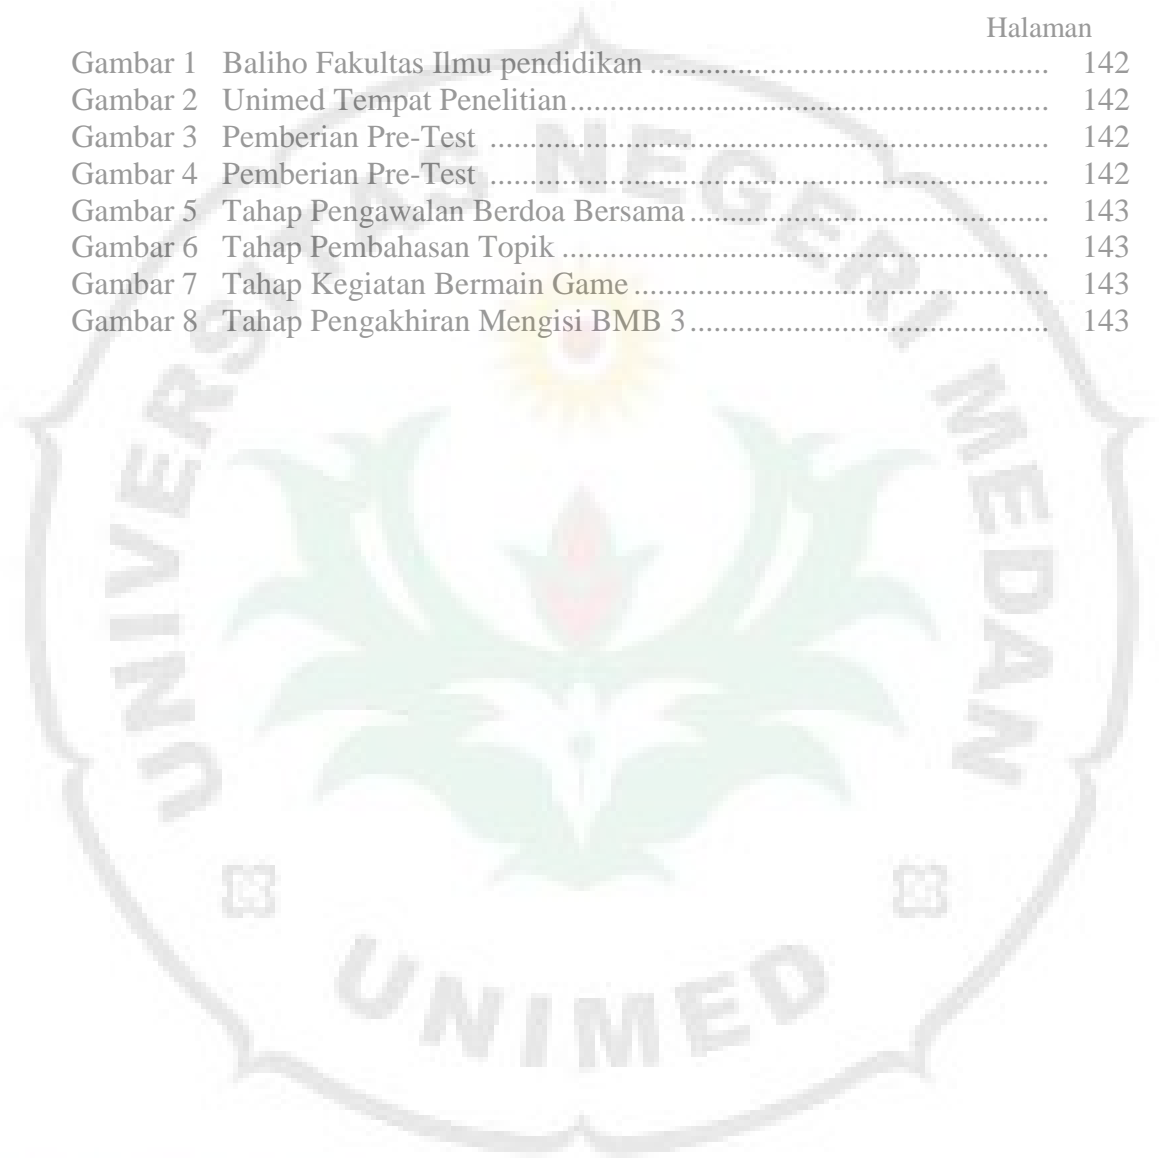 Halaman
Gambar 1 Baliho Fakultas Ilmu pendidikan .................................................. 142
Gambar 2 Unimed Tempat Penelitian ............................................................ 142
Gambar 3 Pemberian Pre-Test ...................................................................... 142
Gambar 4 Pemberian Pre-Test ...................................................................... 142
Gambar 5 Tahap Pengawalan Berdoa Bersama ............................................. 143
Gambar 6 Tahap Pembahasan Topik ............................................................. 143
Gambar 7 Tahap Kegiatan Bermain Game .................................................... 143
Gambar 8 Tahap Pengakhiran Mengisi BMB 3 ............................................. 143
UNIVERSITAS NEGERI MEDAN
UNIMED